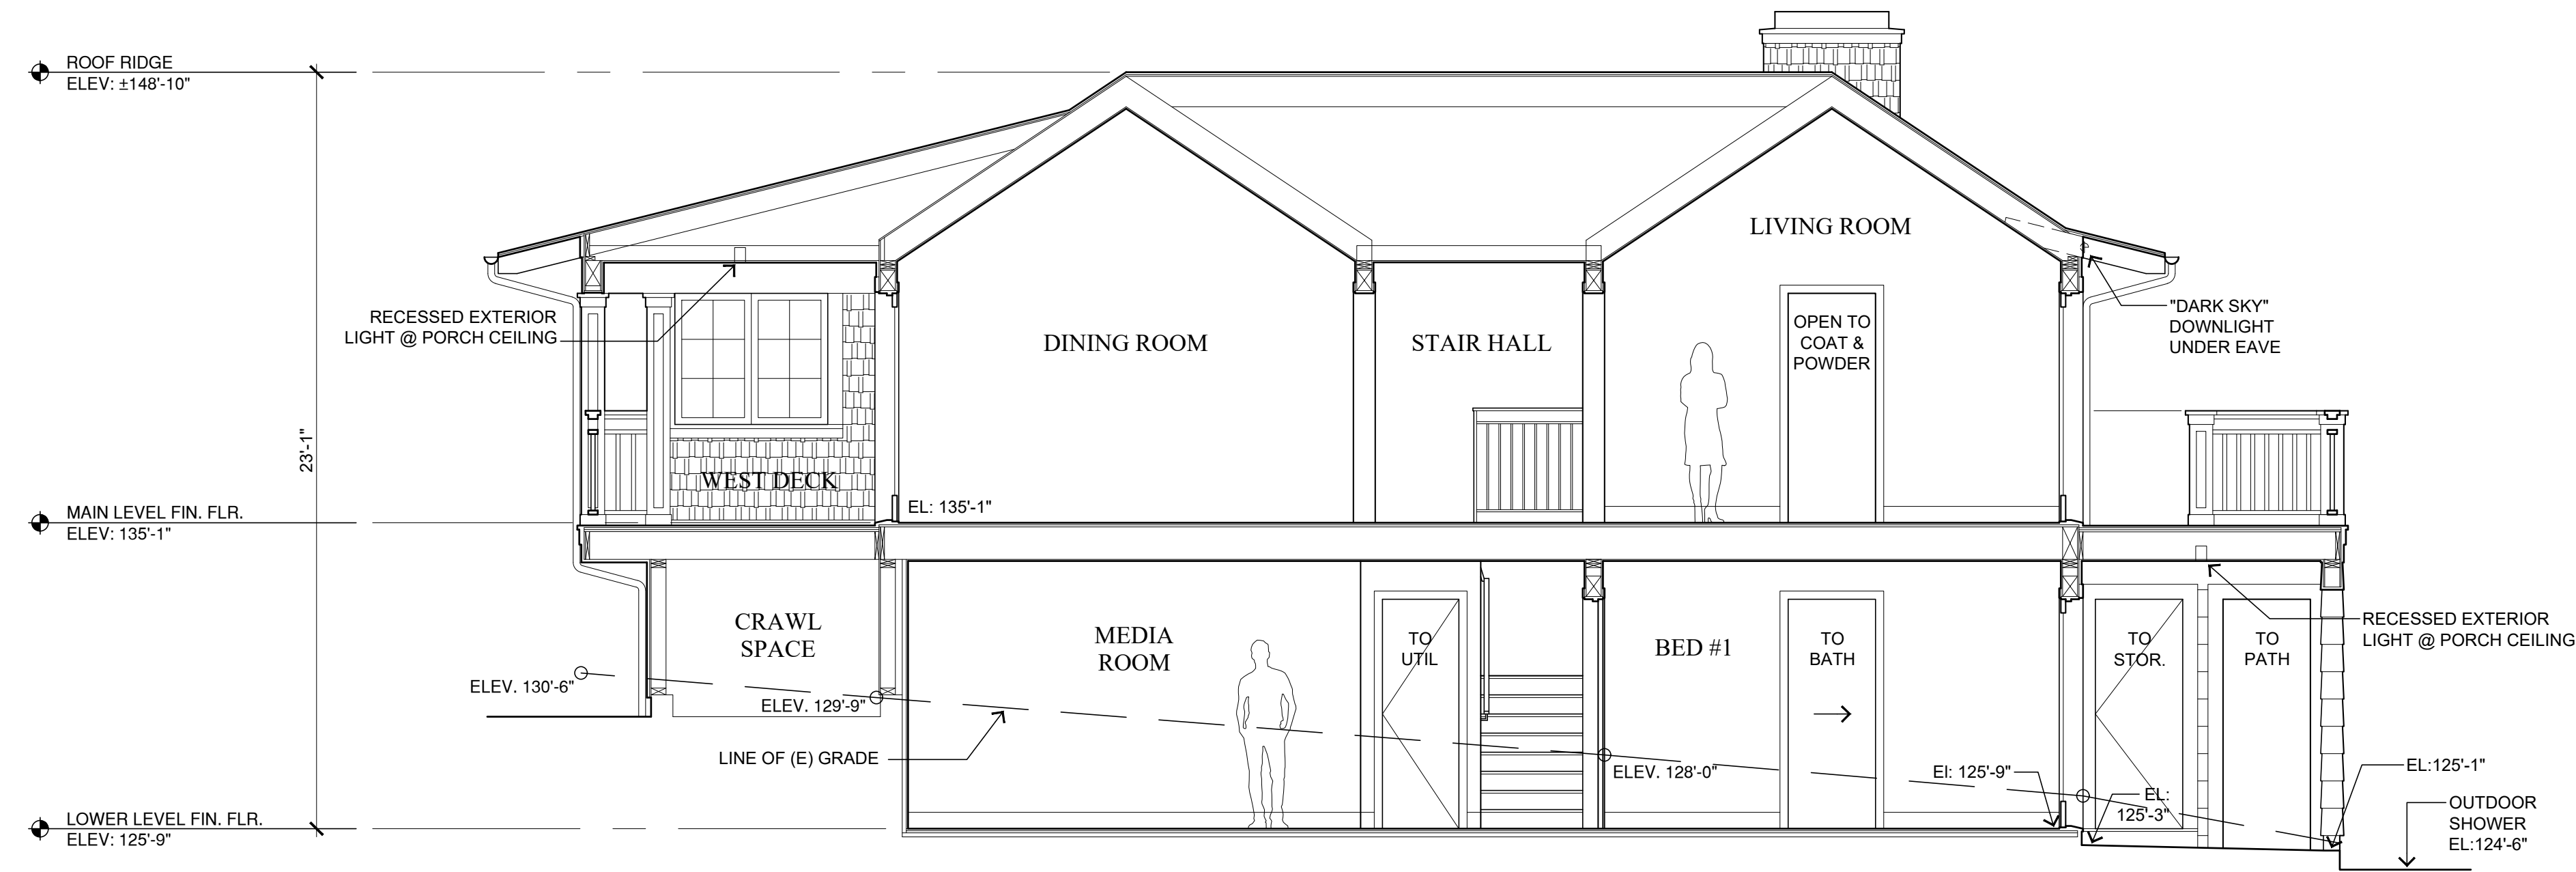 ROOF RIDGE
ELEV: ±148'-10"
LIVING ROOM
RECESSED EXTERIOR
LIGHT @ PORCH CEILING
DINING ROOM
STAIR HALL
OPEN TO
COAT &
POWDER
"DARK SKY"
DOWNLIGHT
UNDER EAVE
23'-1"
WEST DECK
EL: 135'-1"
MAIN LEVEL FIN. FLR.
ELEV: 135'-1"
CRAWL
SPACE
MEDIA
ROOM
TO
UTIL
BED #1
TO
BATH
TO
STOR.
TO
PATH
RECESSED EXTERIOR
LIGHT @ PORCH CEILING
ELEV. 130'-6"
ELEV. 129'-9"
LINE OF (E) GRADE
ELEV. 128'-0"
El: 125'-9"
EL:
125'-3"
EL:125'-1"
OUTDOOR
SHOWER
EL:124'-6"
LOWER LEVEL FIN. FLR.
ELEV: 125'-9"